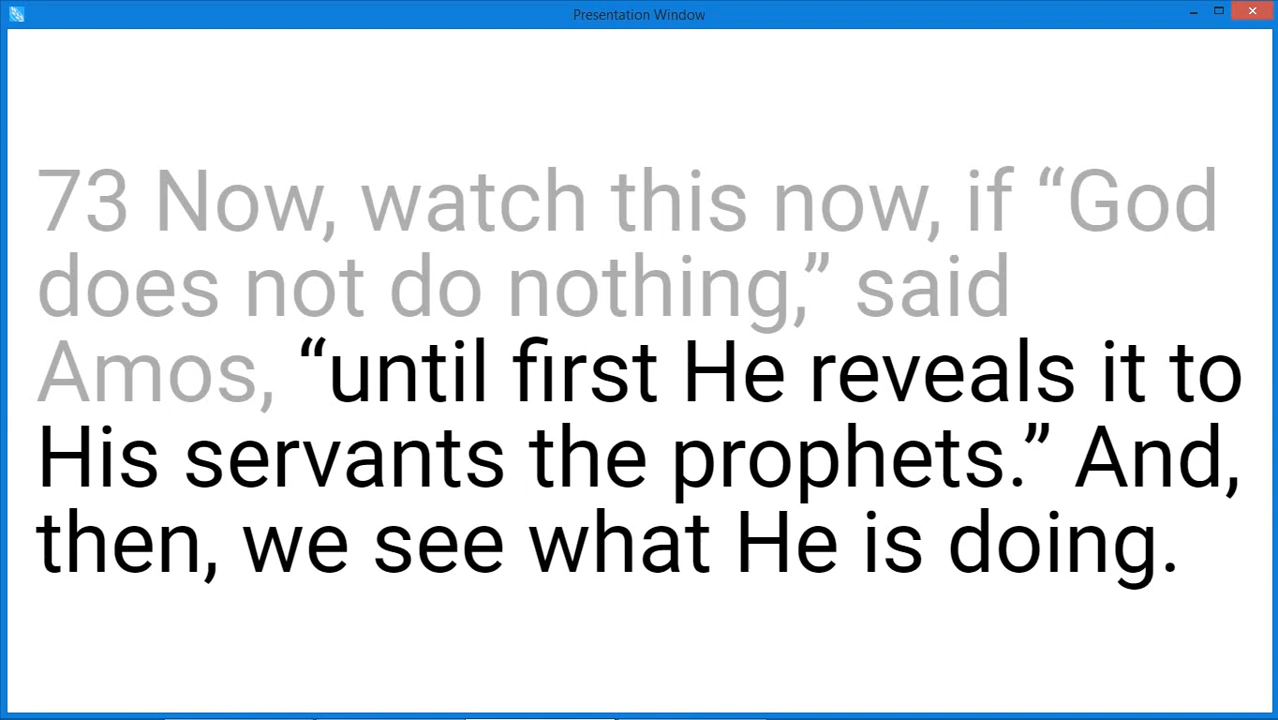 Presentation Window
73 Now, watch this now, if “God
does not do nothing,” said
Amos, “until first He reveals it to
His servants the prophets.” And,
then, we see what He is doing.